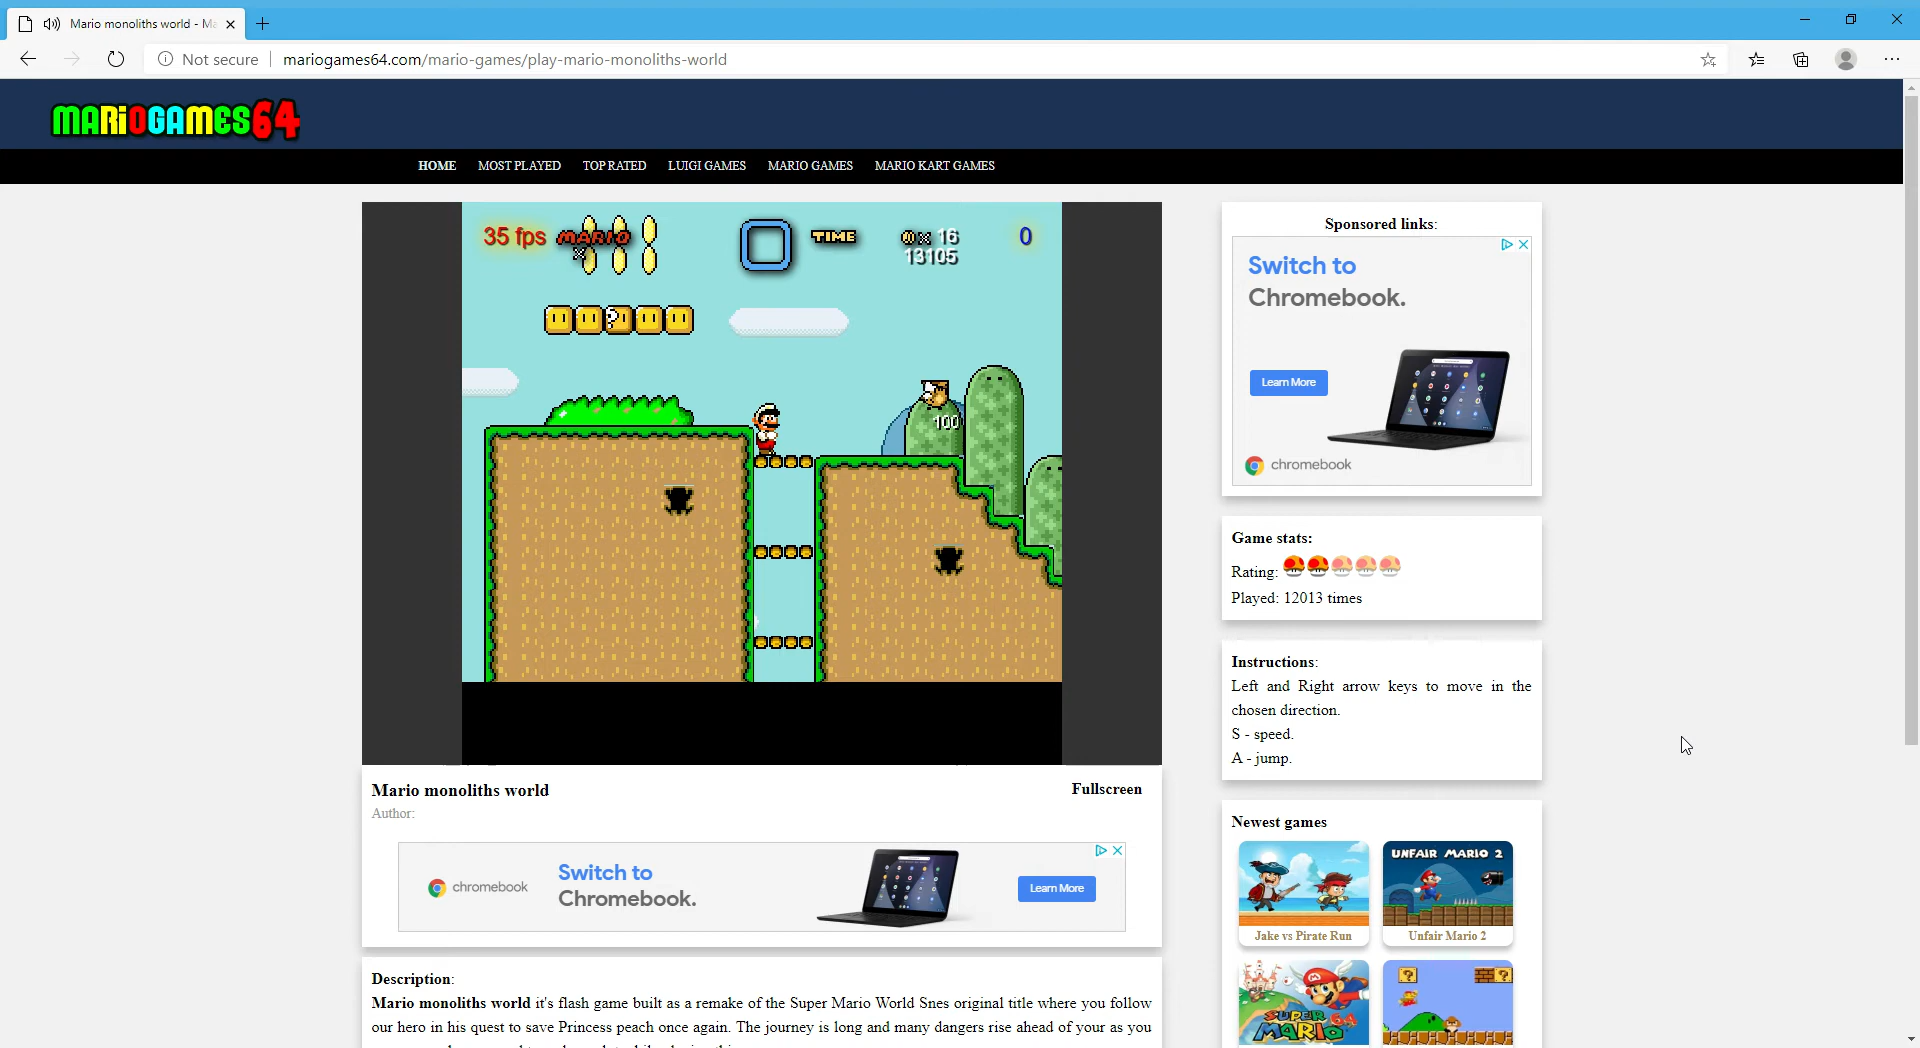 Mario monoliths world - Ma
Not secure
mariogames64.com/mario-games/play-mario-monoliths-world
MARIOGAMES64
HOME MOST PLAYED TOP RATED LUIGI GAMES MARIO GAMES MARIO KART GAMES
35 fps MARIO TIME x 16 0
x 13105
100
Mario monoliths world
Fullscreen
Author:
chromebook
Switch to
Chromebook.
Learn More
Description:
Mario monoliths world it's flash game built as a remake of the Super Mario World Snes original title where you follow
our hero in his quest to save Princess peach once again. The journey is long and many dangers rise ahead of your as you
Sponsored links:
Switch to
Chromebook.
Learn More
chromebook
Game stats:
Rating:
Played: 12013 times
Instructions:
Left and Right arrow keys to move in the
chosen direction.
S - speed.
A - jump.
Newest games
Jake vs Pirate Run
UNFAIR MARIO 2
Unfair Mario 2
SUPER
MARIO 64